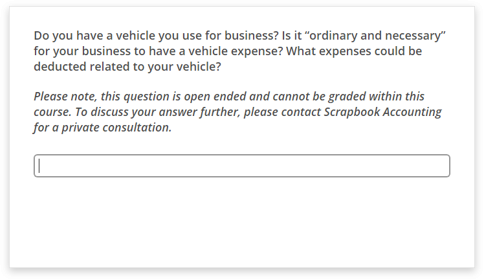 Do you have a vehicle you use for business? Is it “ordinary and necessary”
for your business to have a vehicle expense? What expenses could be
deducted related to your vehicle?
Please note, this question is open ended and cannot be graded within this
course. To discuss your answer further, please contact Scrapbook Accounting
for a private consultation.